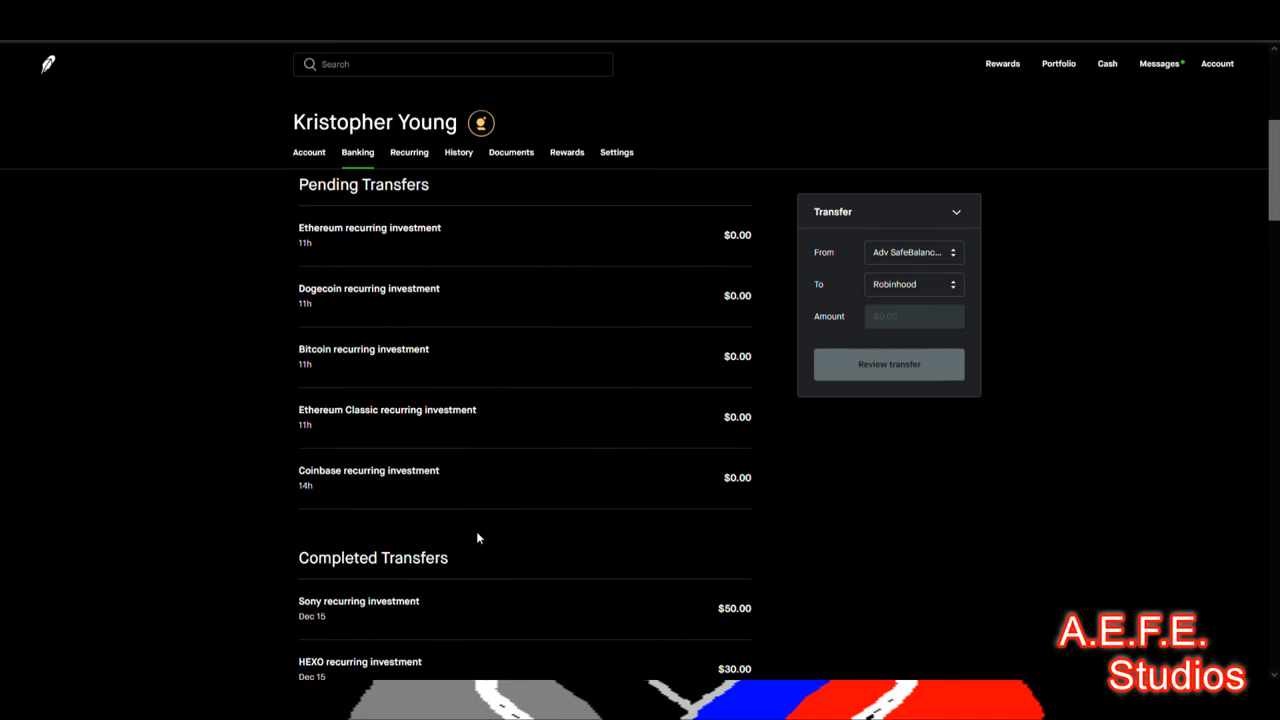 Search
Rewards
Portfolio
Cash
Messages
Account
Kristopher Young
Account
Banking
Recurring
History
Documents
Rewards
Settings
Pending Transfers
Ethereum recurring investment
$0.00
11h
Dogecoin recurring investment
$0.00
11h
Bitcoin recurring investment
$0.00
11h
Ethereum Classic recurring investment
$0.00
11h
Coinbase recurring investment
$0.00
14h
Completed Transfers
Sony recurring investment
$50.00
Dec 15
HEXO recurring investment
$30.00
Dec 15
Transfer
From
Adv SafeBalanc...
To
Robinhood
Amount
$0.00
Review transfer
A.E.F.E.
Studios